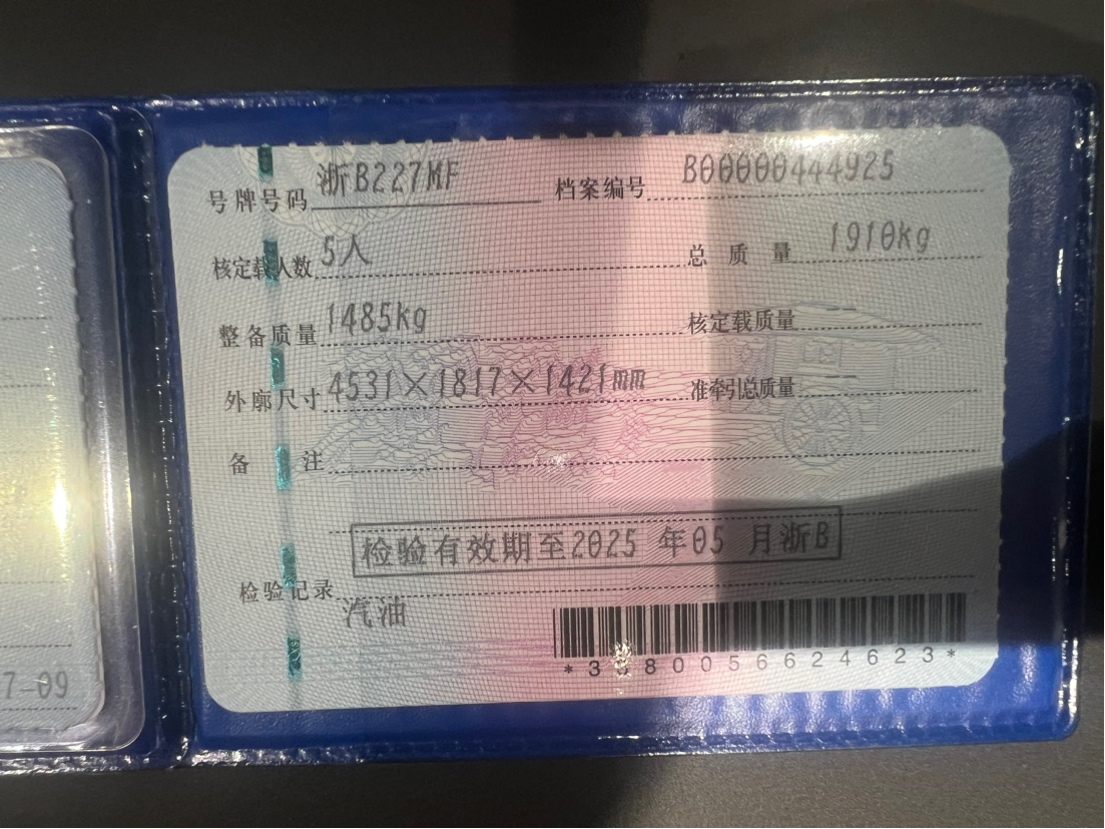 号牌号码 浙B227MF 档案编号 B00000444925
核定载人数 5人 总质量 1910kg
整备质量 1485kg 核定载质量 --
外廓尺寸 4531×1817×1421mm 准牵引总质量 --
备注
检验有效期至2025 年05 月浙B
检验记录
汽油
7-09